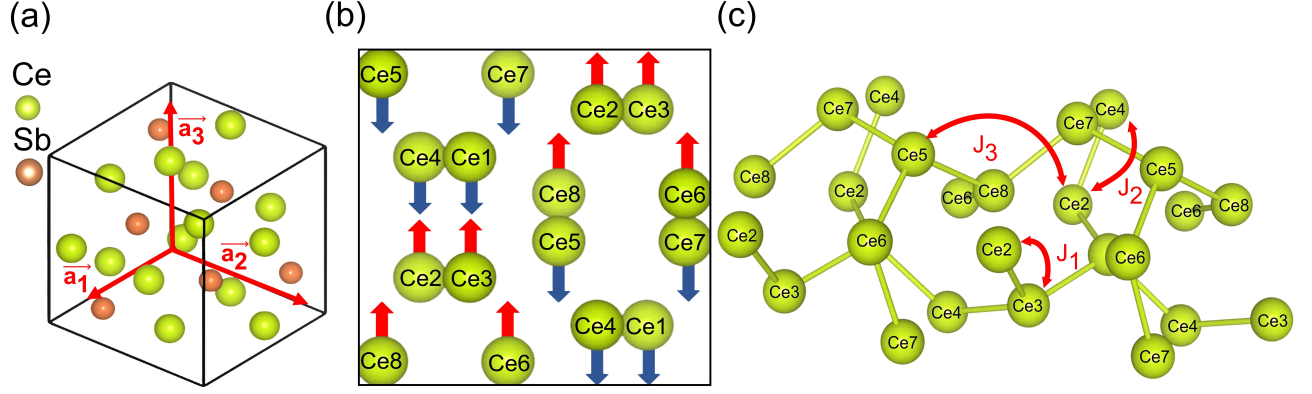 (a)
Ce
Sb
a3
a1
a2
(b)
Ce5 Ce7
Ce2 Ce3
Ce4 Ce1
Ce8 Ce6
Ce5 Ce7
Ce2 Ce3
Ce4 Ce1
Ce8 Ce6
(c)
Ce4
Ce7 Ce7 Ce4
J3
Ce5 Ce5
Ce8 Ce2 Ce6 Ce8 Ce2 J2 Ce6 Ce8
Ce2 Ce6 Ce2 J1 Ce6
Ce3 Ce4 Ce3 Ce4 Ce3
Ce7 Ce7